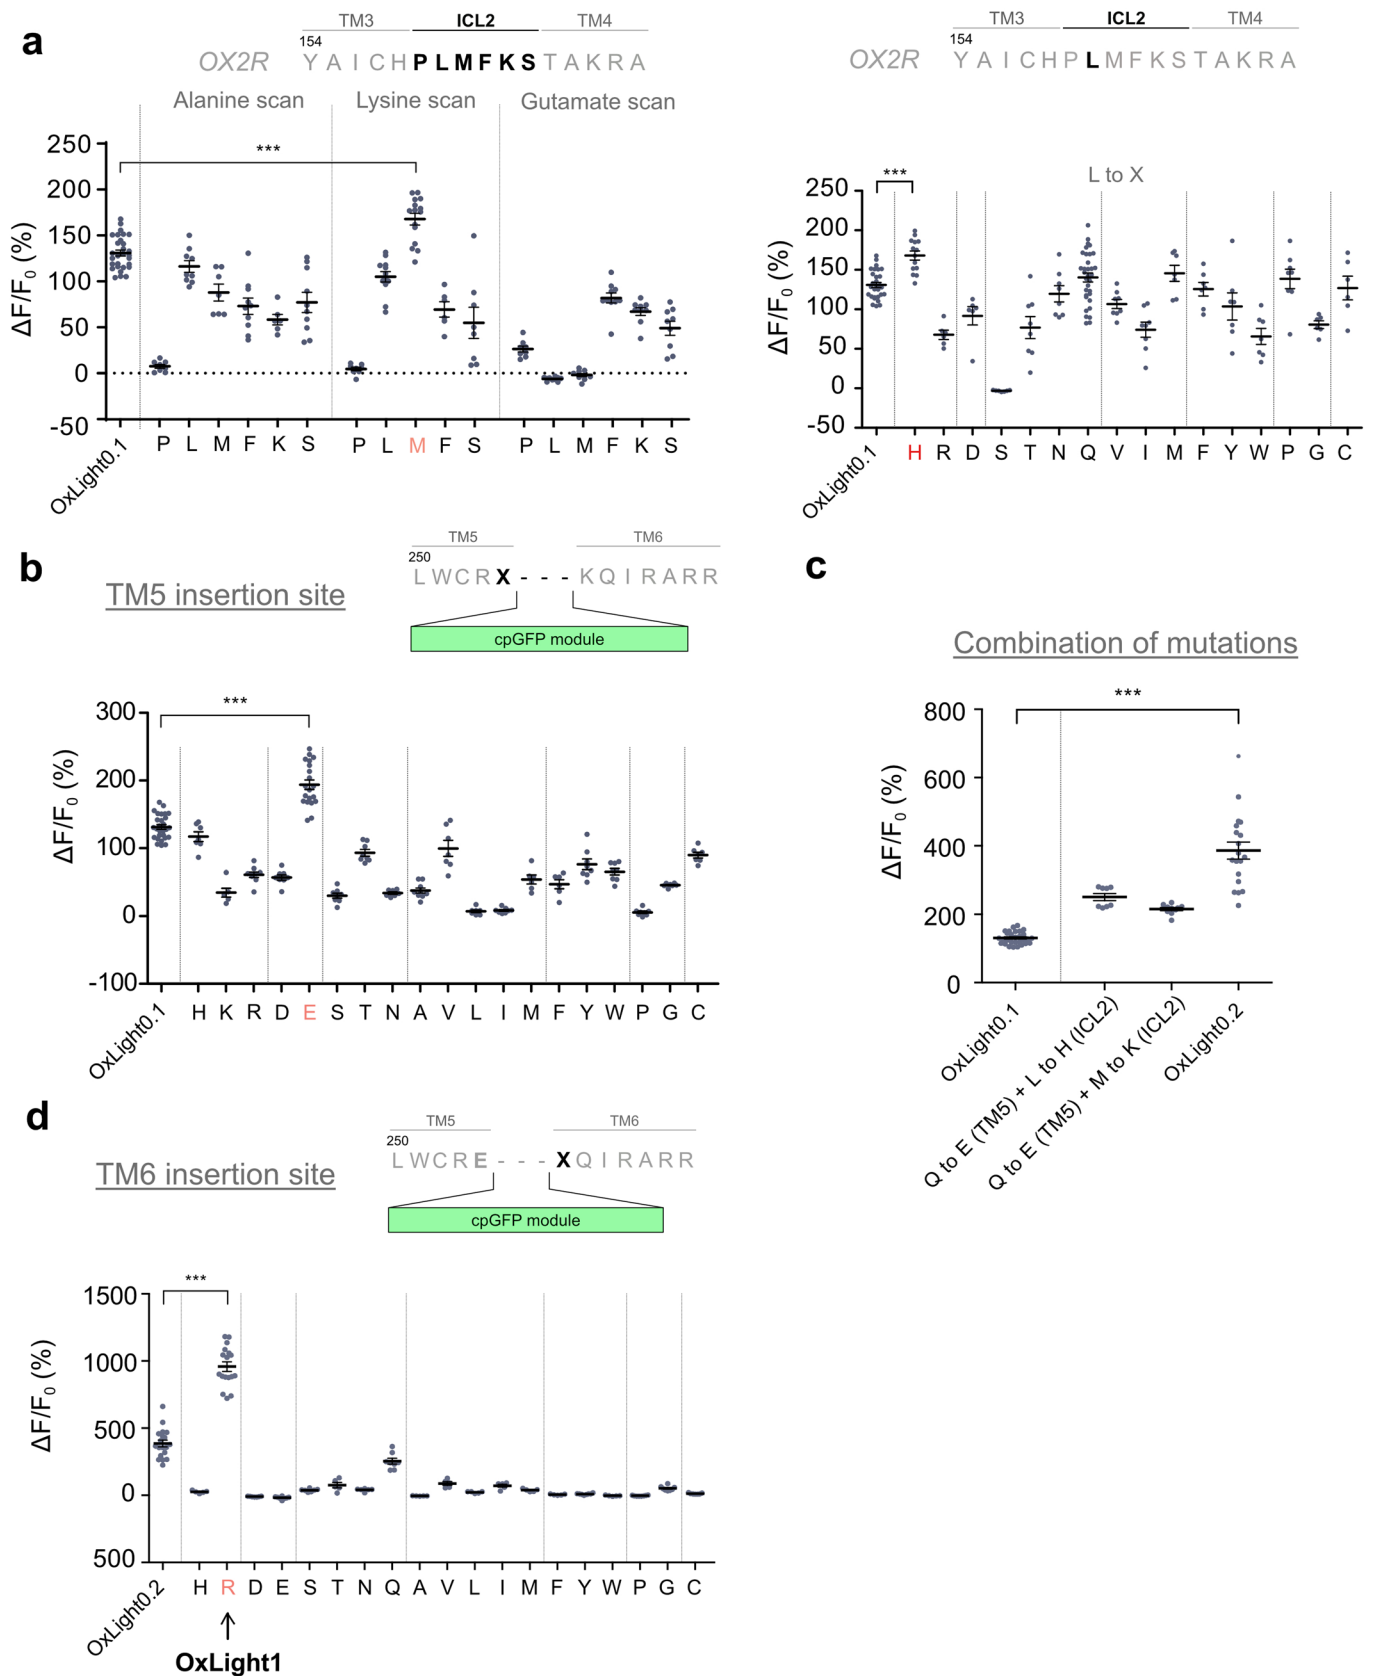 a
TM3 ICL2 TM4
154
OX2R Y A I C H P L M F K S T A K R A
Alanine scan Lysine scan Gutamate scan
***
ΔF/F0 (%)
250
200
150
100
50
0
-50
OxLight0.1 P L M F K S P L M F S P L M F K S
TM3 ICL2 TM4
154
OX2R Y A I C H P L M F K S T A K R A
L to X
***
ΔF/F0 (%)
250
200
150
100
50
0
-50
OxLight0.1 H R D S T N Q V I M F Y W P G C
b
TM5 insertion site
TM5 TM6
250
L W C R X - - - K Q I R A R R
cpGFP module
***
ΔF/F0 (%)
300
200
100
0
-100
OxLight0.1 H K R D E S T N A V L I M F Y W P G C
c
Combination of mutations
***
ΔF/F0 (%)
800
600
400
200
0
OxLight0.1
Q to E (TM5) + L to H (ICL2)
Q to E (TM5) + M to K (ICL2)
OxLight0.2
d
TM6 insertion site
TM5 TM6
250
L W C R E - - - X Q I R A R R
cpGFP module
***
ΔF/F0 (%)
1500
1000
500
0
500
OxLight0.2 H R D E S T N Q A V L I M F Y W P G C
OxLight1